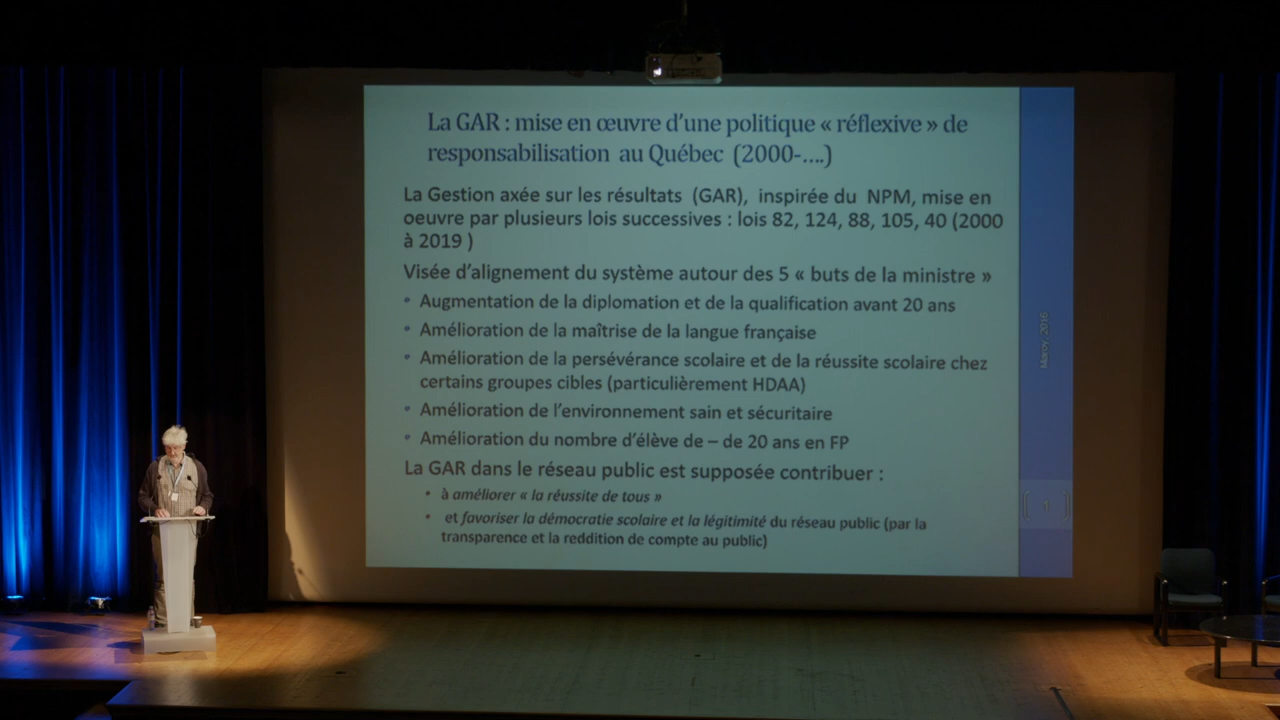 La GAR : mise en œuvre d’une politique « réflexive » de
responsabilisation au Québec (2000-….)
La Gestion axée sur les résultats (GAR), inspirée du NPM, mise en
oeuvre par plusieurs lois successives : lois 82, 124, 88, 105, 40 (2000
à 2019 )
Visée d’alignement du système autour des 5 « buts de la ministre »
• Augmentation de la diplomation et de la qualification avant 20 ans
• Amélioration de la maîtrise de la langue française
• Amélioration de la persévérance scolaire et de la réussite scolaire chez
certains groupes cibles (particulièrement HDAA)
• Amélioration de l’environnement sain et sécuritaire
• Amélioration du nombre d’élève de – de 20 ans en FP
La GAR dans le réseau public est supposée contribuer :
• à améliorer « la réussite de tous »
• et favoriser la démocratie scolaire et la légitimité du réseau public (par la
transparence et la reddition de compte au public)
Maroy, 2016
1